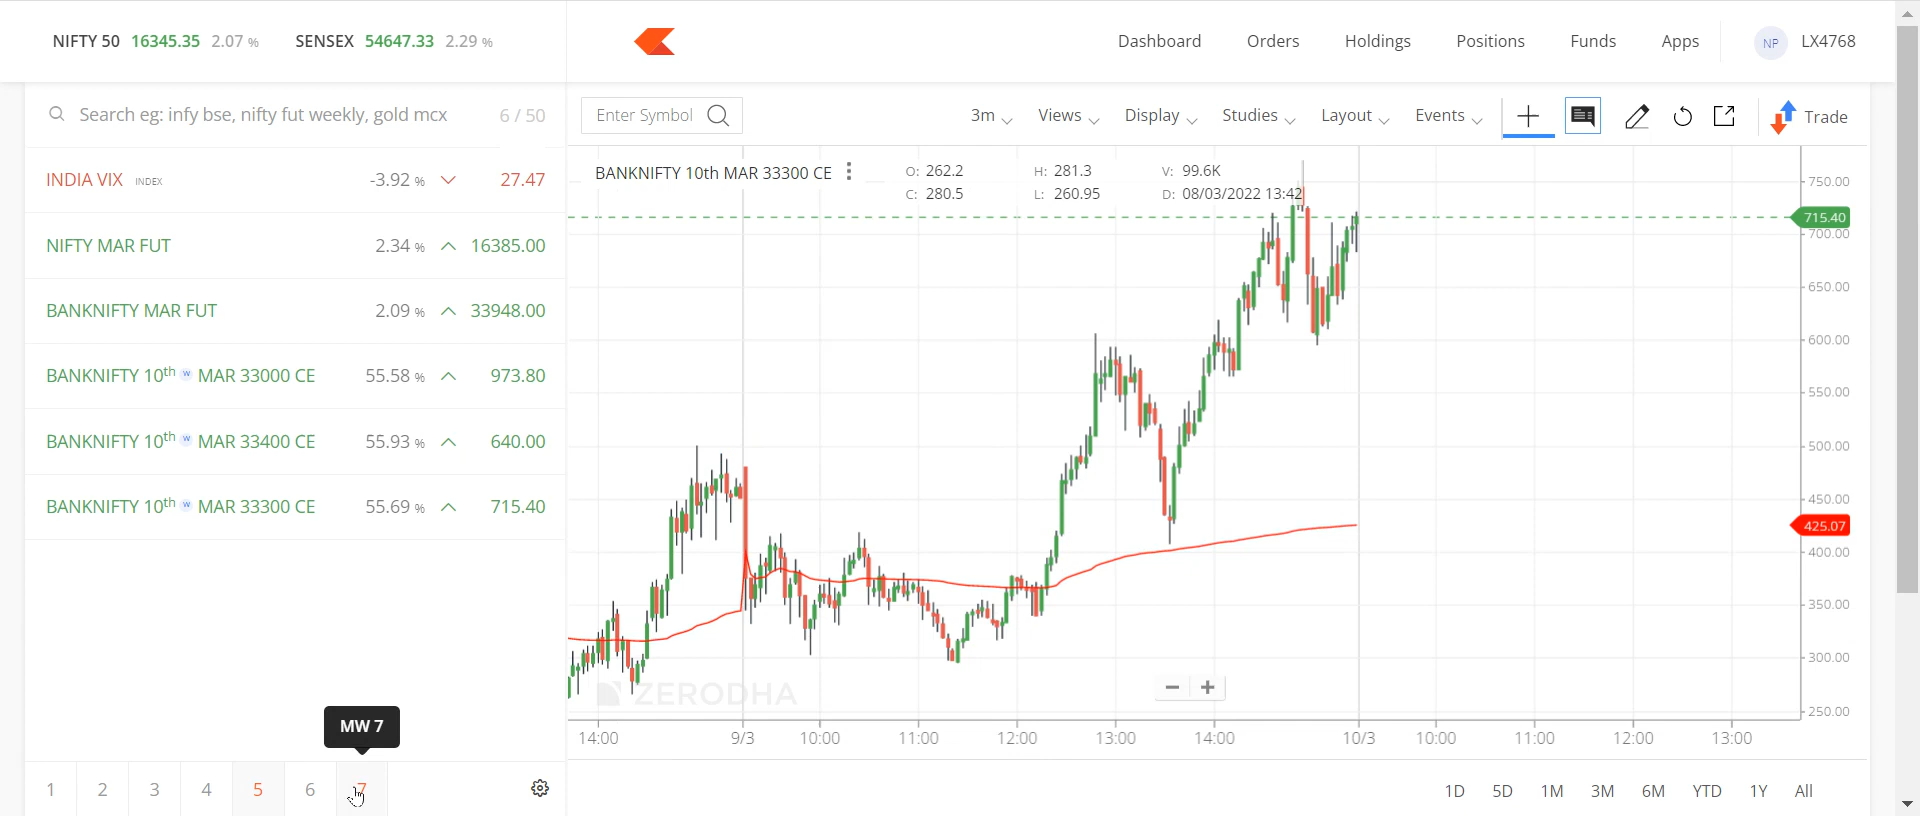 NIFTY 50 16345.35 2.07 % SENSEX 54647.33 2.29 %
Dashboard Orders Holdings Positions Funds Apps NP LX4768
Search eg: infy bse, nifty fut weekly, gold mcx 6 / 50
INDIA VIX INDEX -3.92 % 27.47
NIFTY MAR FUT 2.34 % 16385.00
BANKNIFTY MAR FUT 2.09 % 33948.00
BANKNIFTY 10th w MAR 33000 CE 55.58 % 973.80
BANKNIFTY 10th w MAR 33400 CE 55.93 % 640.00
BANKNIFTY 10th w MAR 33300 CE 55.69 % 715.40
MW 7
1 2 3 4 5 6 7
Enter Symbol 3m Views Display Studies Layout Events Trade
BANKNIFTY 10th MAR 33300 CE O: 262.2 H: 281.3 V: 99.6K
C: 280.5 L: 260.95 D: 08/03/2022 13:42
750.00
715.40
700.00
650.00
600.00
550.00
500.00
450.00
425.07
400.00
350.00
300.00
250.00
ZERODHA
14:00 9/3 10:00 11:00 12:00 13:00 14:00 10/3 10:00 11:00 12:00 13:00
1D 5D 1M 3M 6M YTD 1Y All